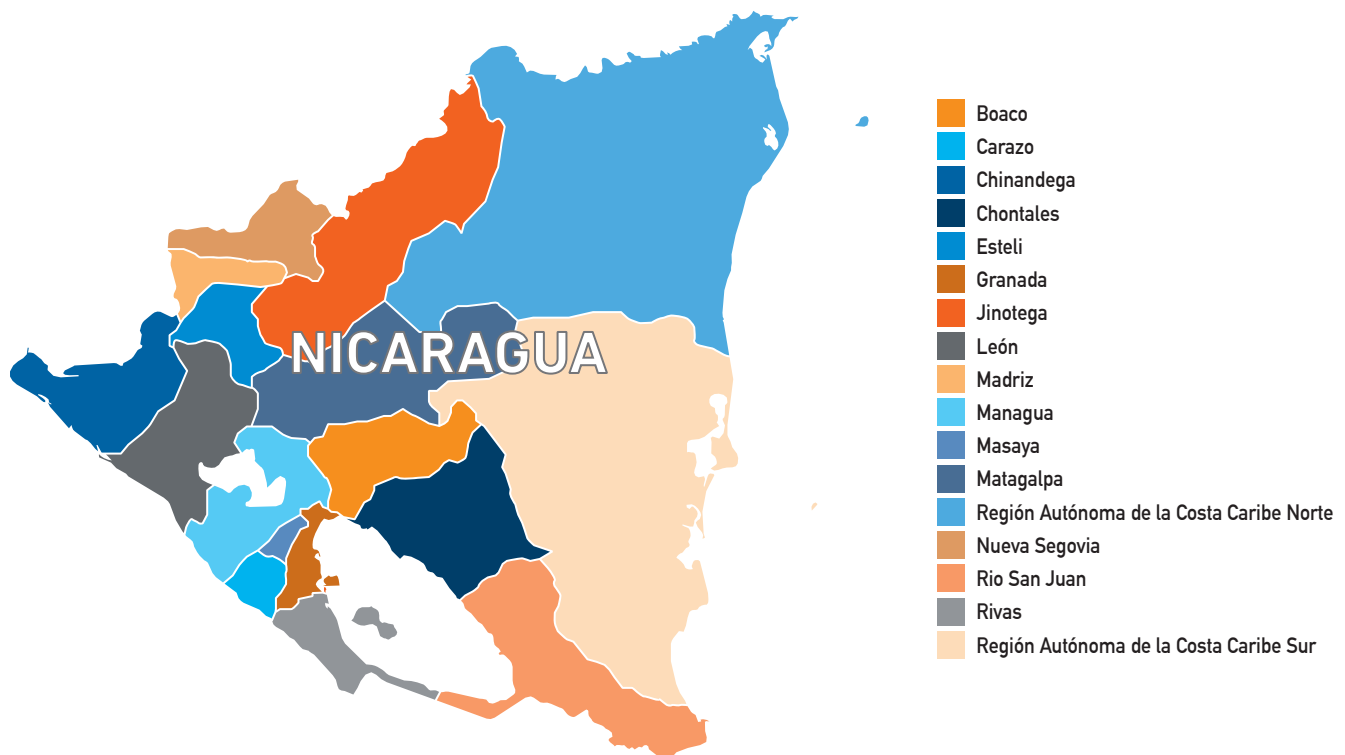 NICARAGUA
Boaco
Carazo
Chinandega
Chontales
Esteli
Granada
Jinotega
León
Madriz
Managua
Masaya
Matagalpa
Región Autónoma de la Costa Caribe Norte
Nueva Segovia
Rio San Juan
Rivas
Región Autónoma de la Costa Caribe Sur